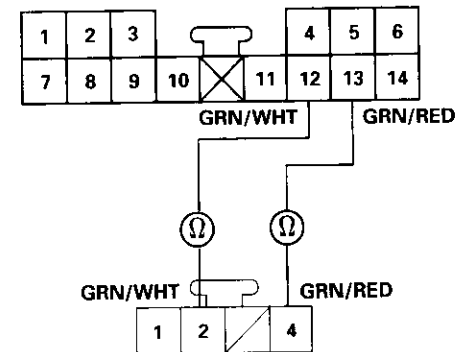 1 2 3 4 5 6
7 8 9 10 11 12 13 14
GRN/WHT GRN/RED
Ω Ω
GRN/WHT GRN/RED
1 2 4